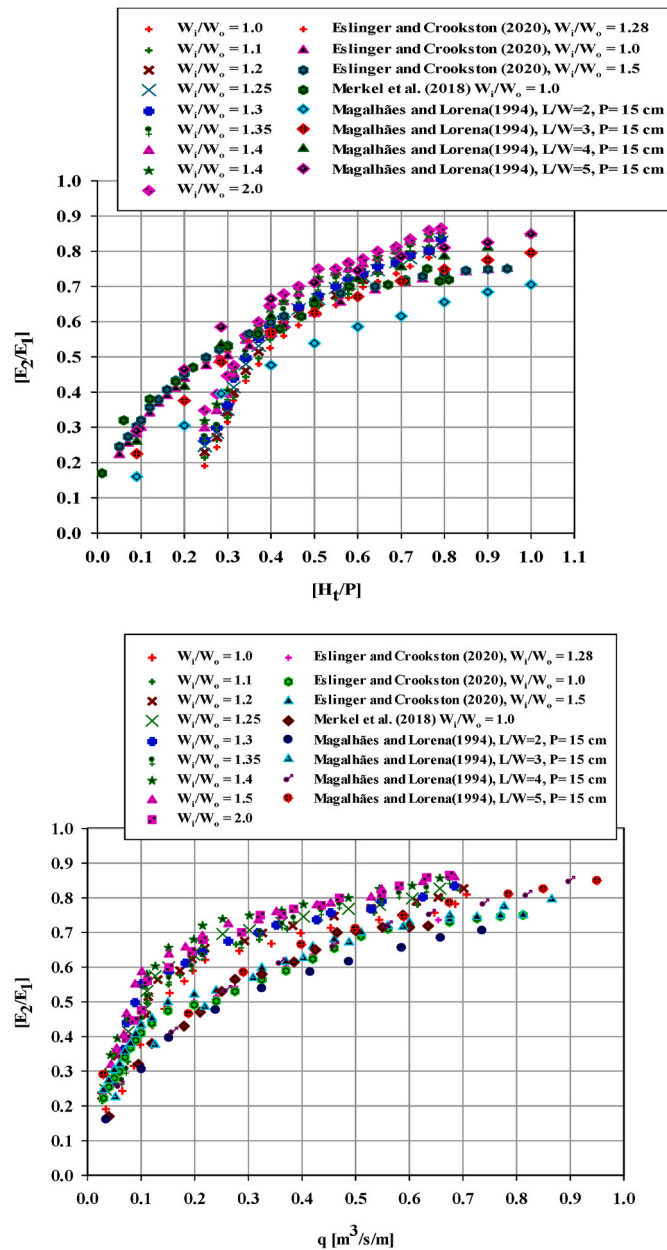 Wi/Wo = 1.0
Wi/Wo = 1.1
Wi/Wo = 1.2
Wi/Wo = 1.25
Wi/Wo = 1.3
Wi/Wo = 1.35
Wi/Wo = 1.4
Wi/Wo = 1.4
Wi/Wo = 2.0
Eslinger and Crookston (2020), Wi/Wo = 1.28
Eslinger and Crookston (2020), Wi/Wo = 1.0
Eslinger and Crookston (2020), Wi/Wo = 1.5
Merkel et al. (2018) Wi/Wo = 1.0
Magalhães and Lorena(1994), L/W=2, P= 15 cm
Magalhães and Lorena(1994), L/W=3, P= 15 cm
Magalhães and Lorena(1994), L/W=4, P= 15 cm
Magalhães and Lorena(1994), L/W=5, P= 15 cm
1.0
0.9
0.8
0.7
0.6
0.5
0.4
0.3
0.2
0.1
0.0
[E2/E1]
0.0 0.1 0.2 0.3 0.4 0.5 0.6 0.7 0.8 0.9 1.0 1.1
[Ht/P]
Wi/Wo = 1.0
Wi/Wo = 1.1
Wi/Wo = 1.2
Wi/Wo = 1.25
Wi/Wo = 1.3
Wi/Wo = 1.35
Wi/Wo = 1.4
Wi/Wo = 1.5
Wi/Wo = 2.0
Eslinger and Crookston (2020), Wi/Wo = 1.28
Eslinger and Crookston (2020), Wi/Wo = 1.0
Eslinger and Crookston (2020), Wi/Wo = 1.5
Merkel et al. (2018) Wi/Wo = 1.0
Magalhães and Lorena(1994), L/W=2, P= 15 cm
Magalhães and Lorena(1994), L/W=3, P= 15 cm
Magalhães and Lorena(1994), L/W=4, P= 15 cm
Magalhães and Lorena(1994), L/W=5, P= 15 cm
1.0
0.9
0.8
0.7
0.6
0.5
0.4
0.3
0.2
0.1
0.0
[E2/E1]
0.0 0.1 0.2 0.3 0.4 0.5 0.6 0.7 0.8 0.9 1.0
q [m³/s/m]